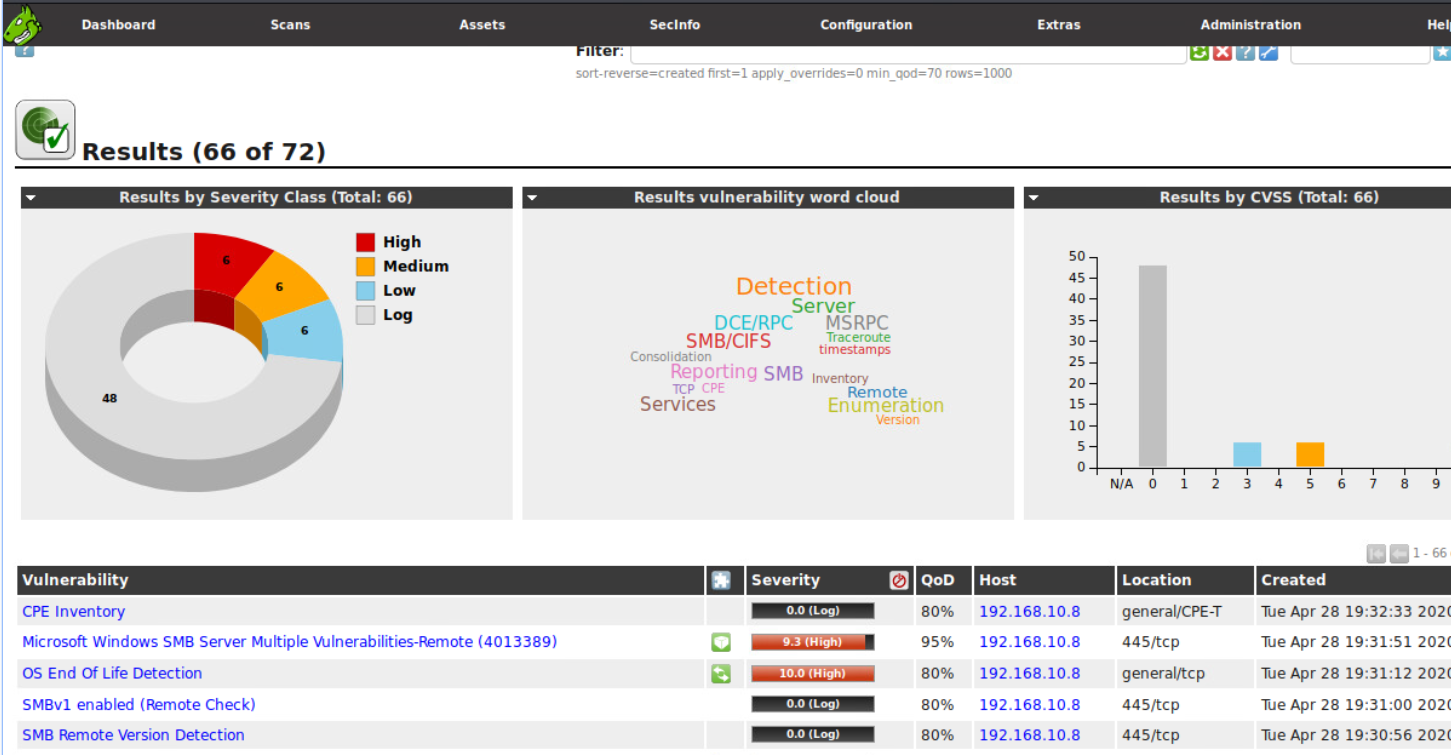 Dashboard Scans Assets SecInfo Configuration Extras Administration Help
Filter:
sort-reverse=created first=1 apply_overrides=0 min_qod=70 rows=1000
Results (66 of 72)
Results by Severity Class (Total: 66)
6
6
6
48
High
Medium
Low
Log
Results vulnerability word cloud
Detection
Server
DCE/RPC MSRPC
SMB/CIFS Traceroute
timestamps
Consolidation
Reporting SMB Inventory
TCP CPE Remote
Services Enumeration
Version
Results by CVSS (Total: 66)
50
45
40
35
30
25
20
15
10
5
0
N/A 0 1 2 3 4 5 6 7 8 9
1 - 66
Vulnerability Severity QoD Host Location Created
CPE Inventory 0.0 (Log) 80% 192.168.10.8 general/CPE-T Tue Apr 28 19:32:33 2020
Microsoft Windows SMB Server Multiple Vulnerabilities-Remote (4013389) 9.3 (High) 95% 192.168.10.8 445/tcp Tue Apr 28 19:31:51 2020
OS End Of Life Detection 10.0 (High) 80% 192.168.10.8 general/tcp Tue Apr 28 19:31:12 2020
SMBv1 enabled (Remote Check) 0.0 (Log) 80% 192.168.10.8 445/tcp Tue Apr 28 19:31:00 2020
SMB Remote Version Detection 0.0 (Log) 80% 192.168.10.8 445/tcp Tue Apr 28 19:30:56 2020